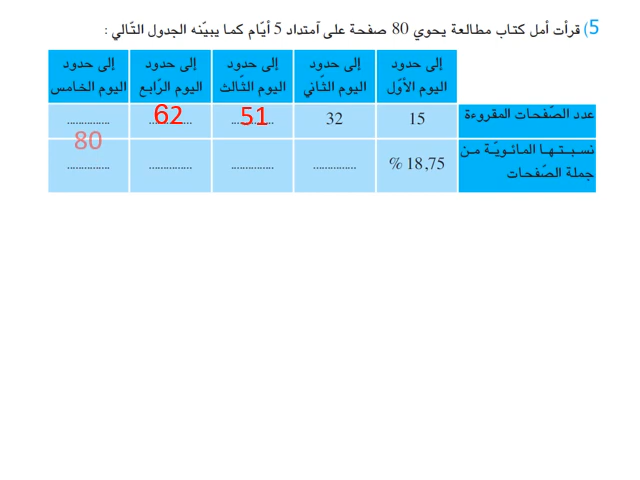 5) قرأت أمل كتاب مطالعة يحوي 80 صفحة على آمتداد 5 أيّام كما يبيّنه الجدول التّالي :
إلى حدود اليوم الأوّل
إلى حدود اليوم الثّاني
إلى حدود اليوم الثّالث
إلى حدود اليوم الرّابع
إلى حدود اليوم الخامس
عدد الصّفحات المقروءة 15 32 51 62 80
نسبتها المائويّة من جملة الصّفحات 18,75 % ............... ............... ............... ...............